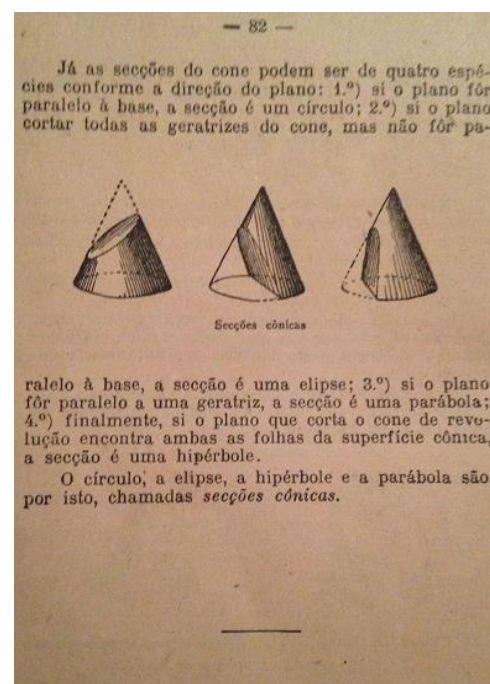 — 82 —
Já as secções do cone podem ser de quatro espé-
cies conforme a direção do plano: 1.º) si o plano fôr
paralelo à base, a secção é um círculo; 2.º) si o plano
cortar todas as geratrizes do cone, mas não fôr pa-
Secções cônicas
ralelo à base, a secção é uma elipse; 3.º) si o plano
fôr paralelo a uma geratriz, a secção é uma parábola;
4.º) finalmente, si o plano que corta o cone de revo-
lução encontra ambas as folhas da superfície cônica,
a secção é uma hipérbole.
O círculo, a elipse, a hipérbole e a parábola são
por isto, chamadas secções cônicas.